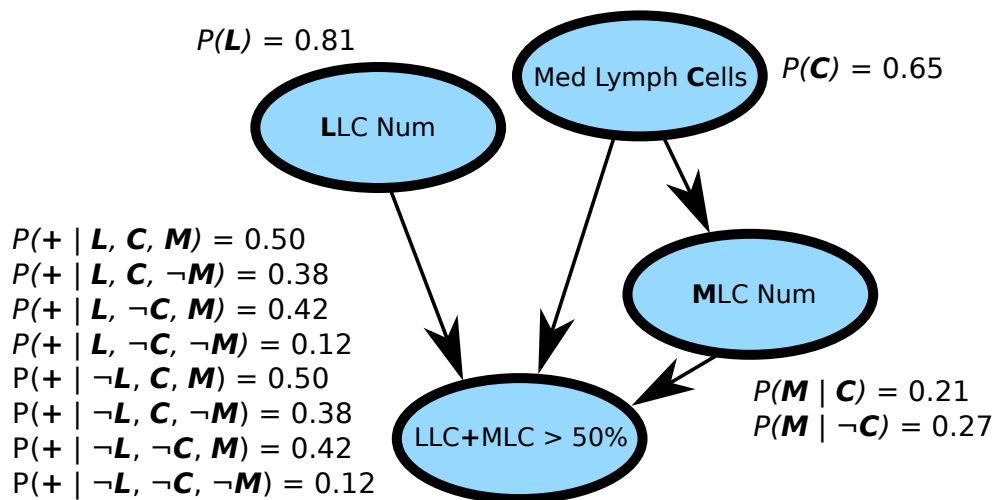 P(L) = 0.81
Med Lymph Cells
P(C) = 0.65
LLC Num
P(+ | L, C, M) = 0.50
P(+ | L, C, ¬M) = 0.38
P(+ | L, ¬C, M) = 0.42
P(+ | L, ¬C, ¬M) = 0.12
P(+ | ¬L, C, M) = 0.50
P(+ | ¬L, C, ¬M) = 0.38
P(+ | ¬L, ¬C, M) = 0.42
P(+ | ¬L, ¬C, ¬M) = 0.12
MLC Num
P(M | C) = 0.21
P(M | ¬C) = 0.27
LLC+MLC > 50%